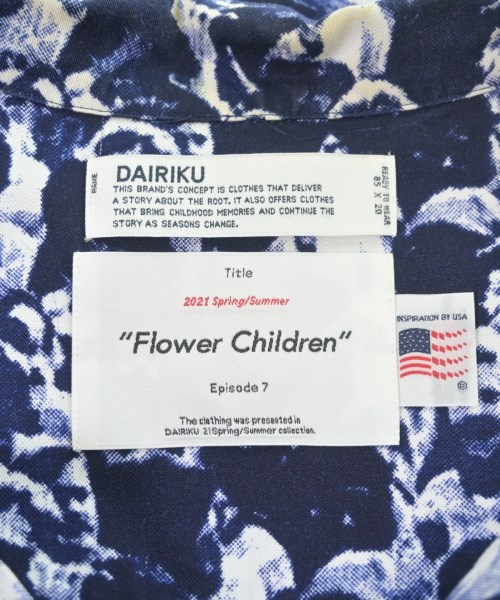 NAME
DAIRIKU
THIS BRAND'S CONCEPT IS CLOTHES THAT DELIVER
A STORY ABOUT THE ROOT. IT ALSO OFFERS CLOTHES
THAT BRING CHILDHOOD MEMORIES AND CONTINUE THE
STORY AS SEASONS CHANGE.
READY TO WEAR
85 X 20
Title
2021 Spring/Summer
"Flower Children"
Episode 7
The clothing was presented in
DAIRIKU 21Spring/Summer collection.
INSPIRATION BY USA